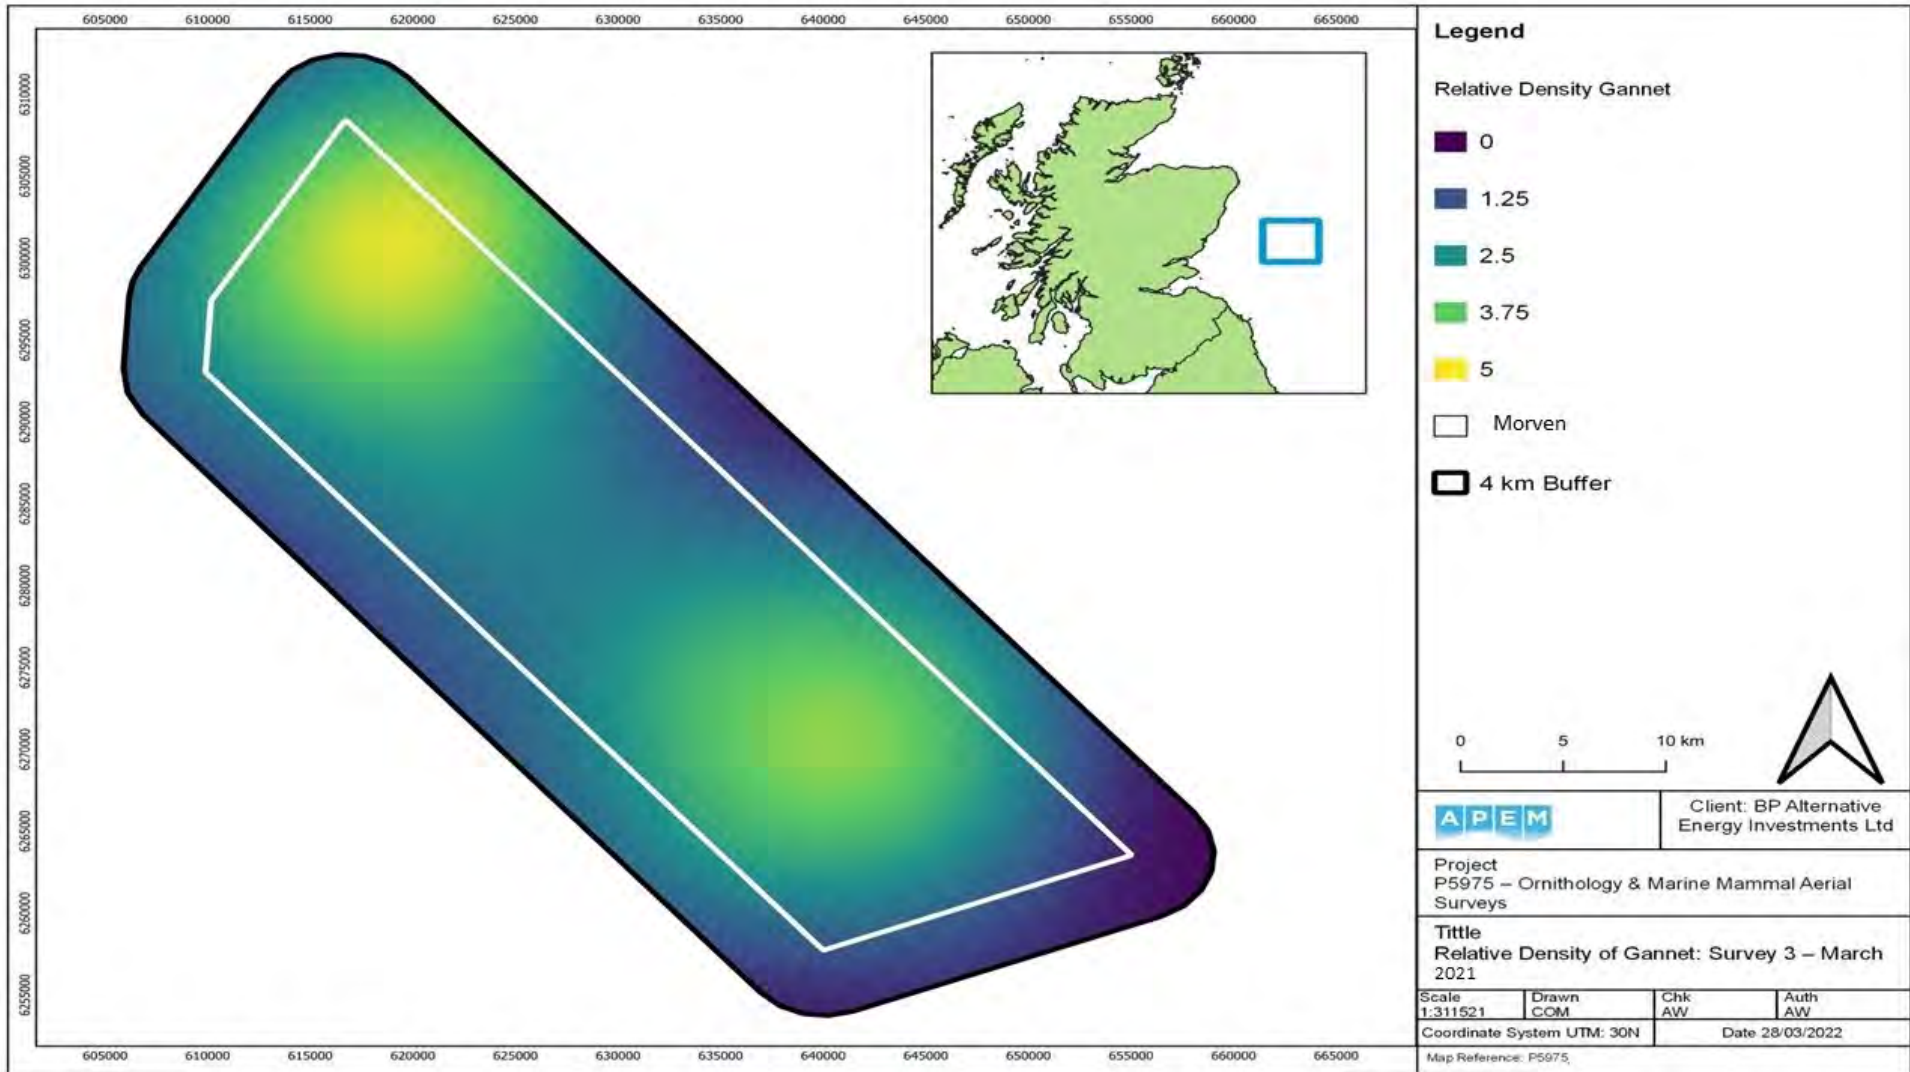 605000 610000 615000 620000 625000 630000 635000 640000 645000 650000 655000 660000 665000
6310000
6305000
6300000
6295000
6290000
6285000
6280000
6275000
6270000
6265000
6260000
6255000
605000 610000 615000 620000 625000 630000 635000 640000 645000 650000 655000 660000 665000
Legend
Relative Density Gannet
0
1.25
2.5
3.75
5
Morven
4 km Buffer
0 5 10 km
APEM
Client: BP Alternative
Energy Investments Ltd
Project
P5975 – Ornithology & Marine Mammal Aerial
Surveys
Tittle
Relative Density of Gannet: Survey 3 – March
2021
Scale
1:311521
Drawn
COM
Chk
AW
Auth
AW
Coordinate System UTM: 30N
Date 28/03/2022
Map Reference: P5975